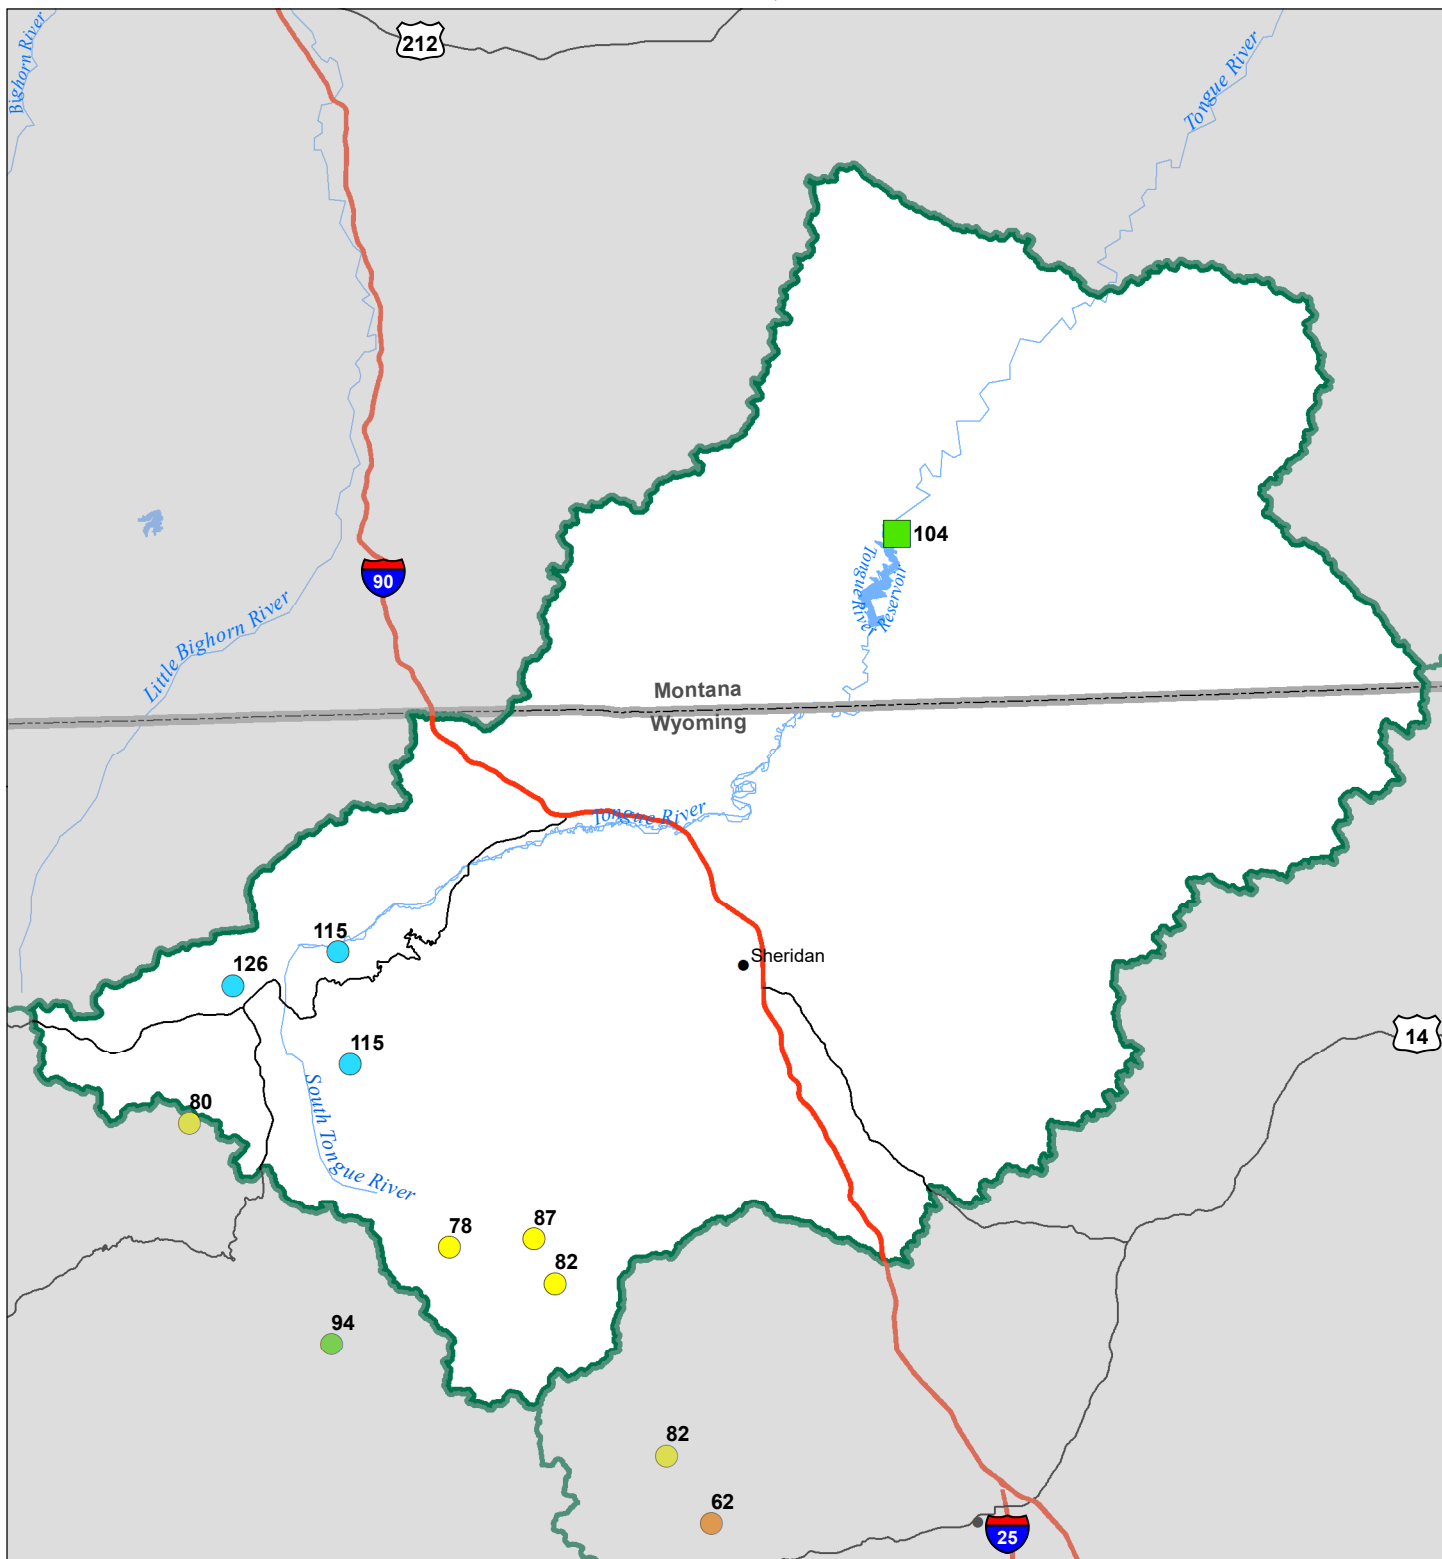 212
Bighorn River
Tongue River
104
Tongue River
Reservoir
90
Little Bighorn River
Montana
Wyoming
Tongue River
115
Sheridan
126
14
115
80
South Tongue River
78
87
82
94
82
62
25